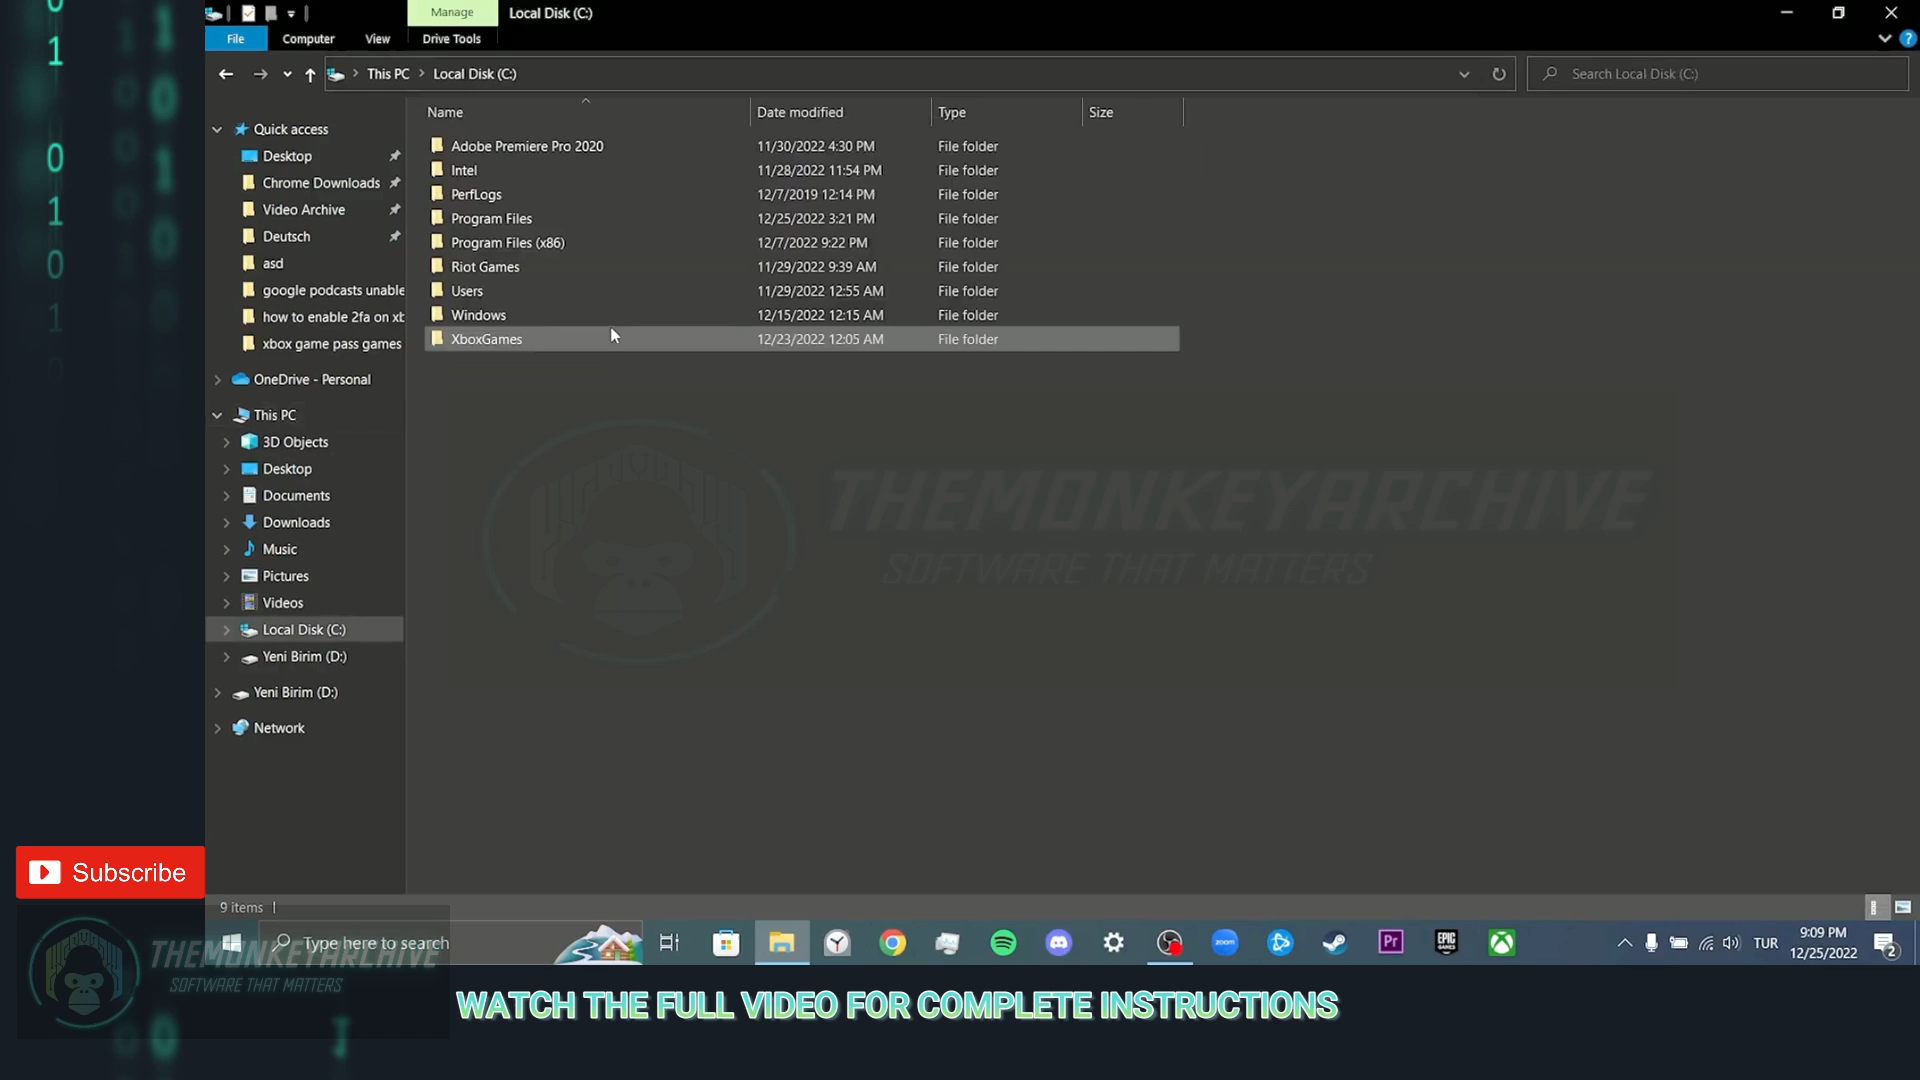 Manage
Local Disk (C:)
File
Computer
View
Drive Tools
This PC
Local Disk (C:)
Search Local Disk (C:)
Name
Date modified
Type
Size
Quick access
Desktop
Chrome Downloads
Video Archive
Deutsch
asd
google podcasts unable
how to enable 2fa on xb
xbox game pass games
OneDrive - Personal
This PC
3D Objects
Desktop
Documents
Downloads
Music
Pictures
Videos
Local Disk (C:)
Yeni Birim (D:)
Yeni Birim (D:)
Network
Adobe Premiere Pro 2020 11/30/2022 4:30 PM File folder
Intel 11/28/2022 11:54 PM File folder
PerfLogs 12/7/2019 12:14 PM File folder
Program Files 12/25/2022 3:21 PM File folder
Program Files (x86) 12/7/2022 9:22 PM File folder
Riot Games 11/29/2022 9:39 AM File folder
Users 11/29/2022 12:55 AM File folder
Windows 12/15/2022 12:15 AM File folder
XboxGames 12/23/2022 12:05 AM File folder
THEMONKEYARCHIVE
SOFTWARE THAT MATTERS
Subscribe
9 items
Type here to search
THEMONKEYARCHIVE
SOFTWARE THAT MATTERS
zoom
Pr
EPIC
GAMES
TUR
9:09 PM
12/25/2022
2
WATCH THE FULL VIDEO FOR COMPLETE INSTRUCTIONS